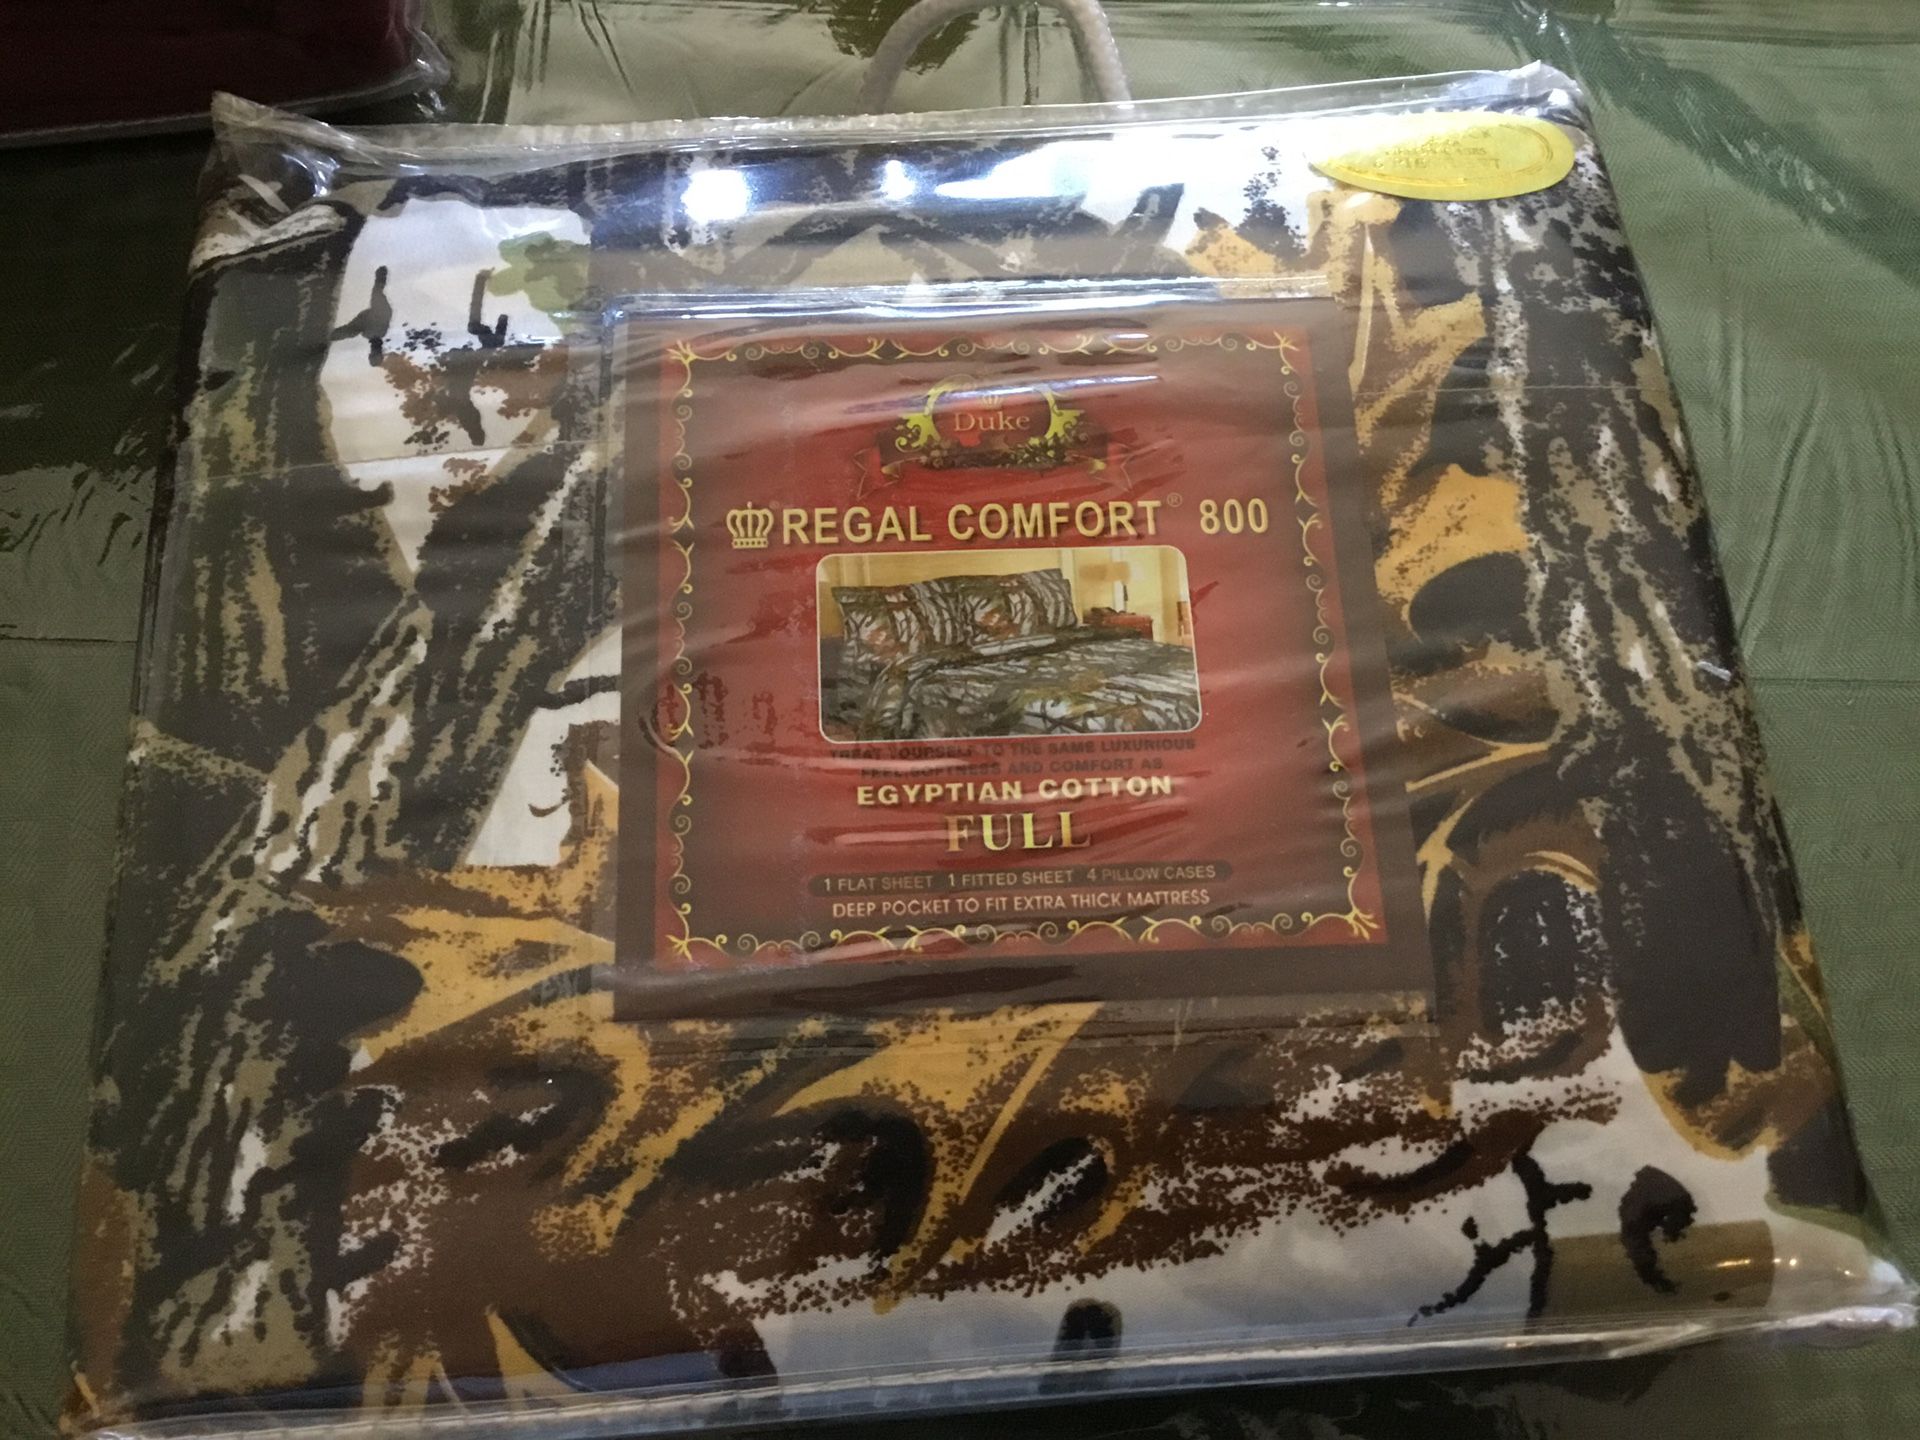 Duke
REGAL COMFORT® 800
TREAT YOURSELF TO THE SAME LUXURIOUS
FEEL, SOFTNESS AND COMFORT AS
EGYPTIAN COTTON
FULL
1 FLAT SHEET 1 FITTED SHEET 4 PILLOW CASES
DEEP POCKET TO FIT EXTRA THICK MATTRESS